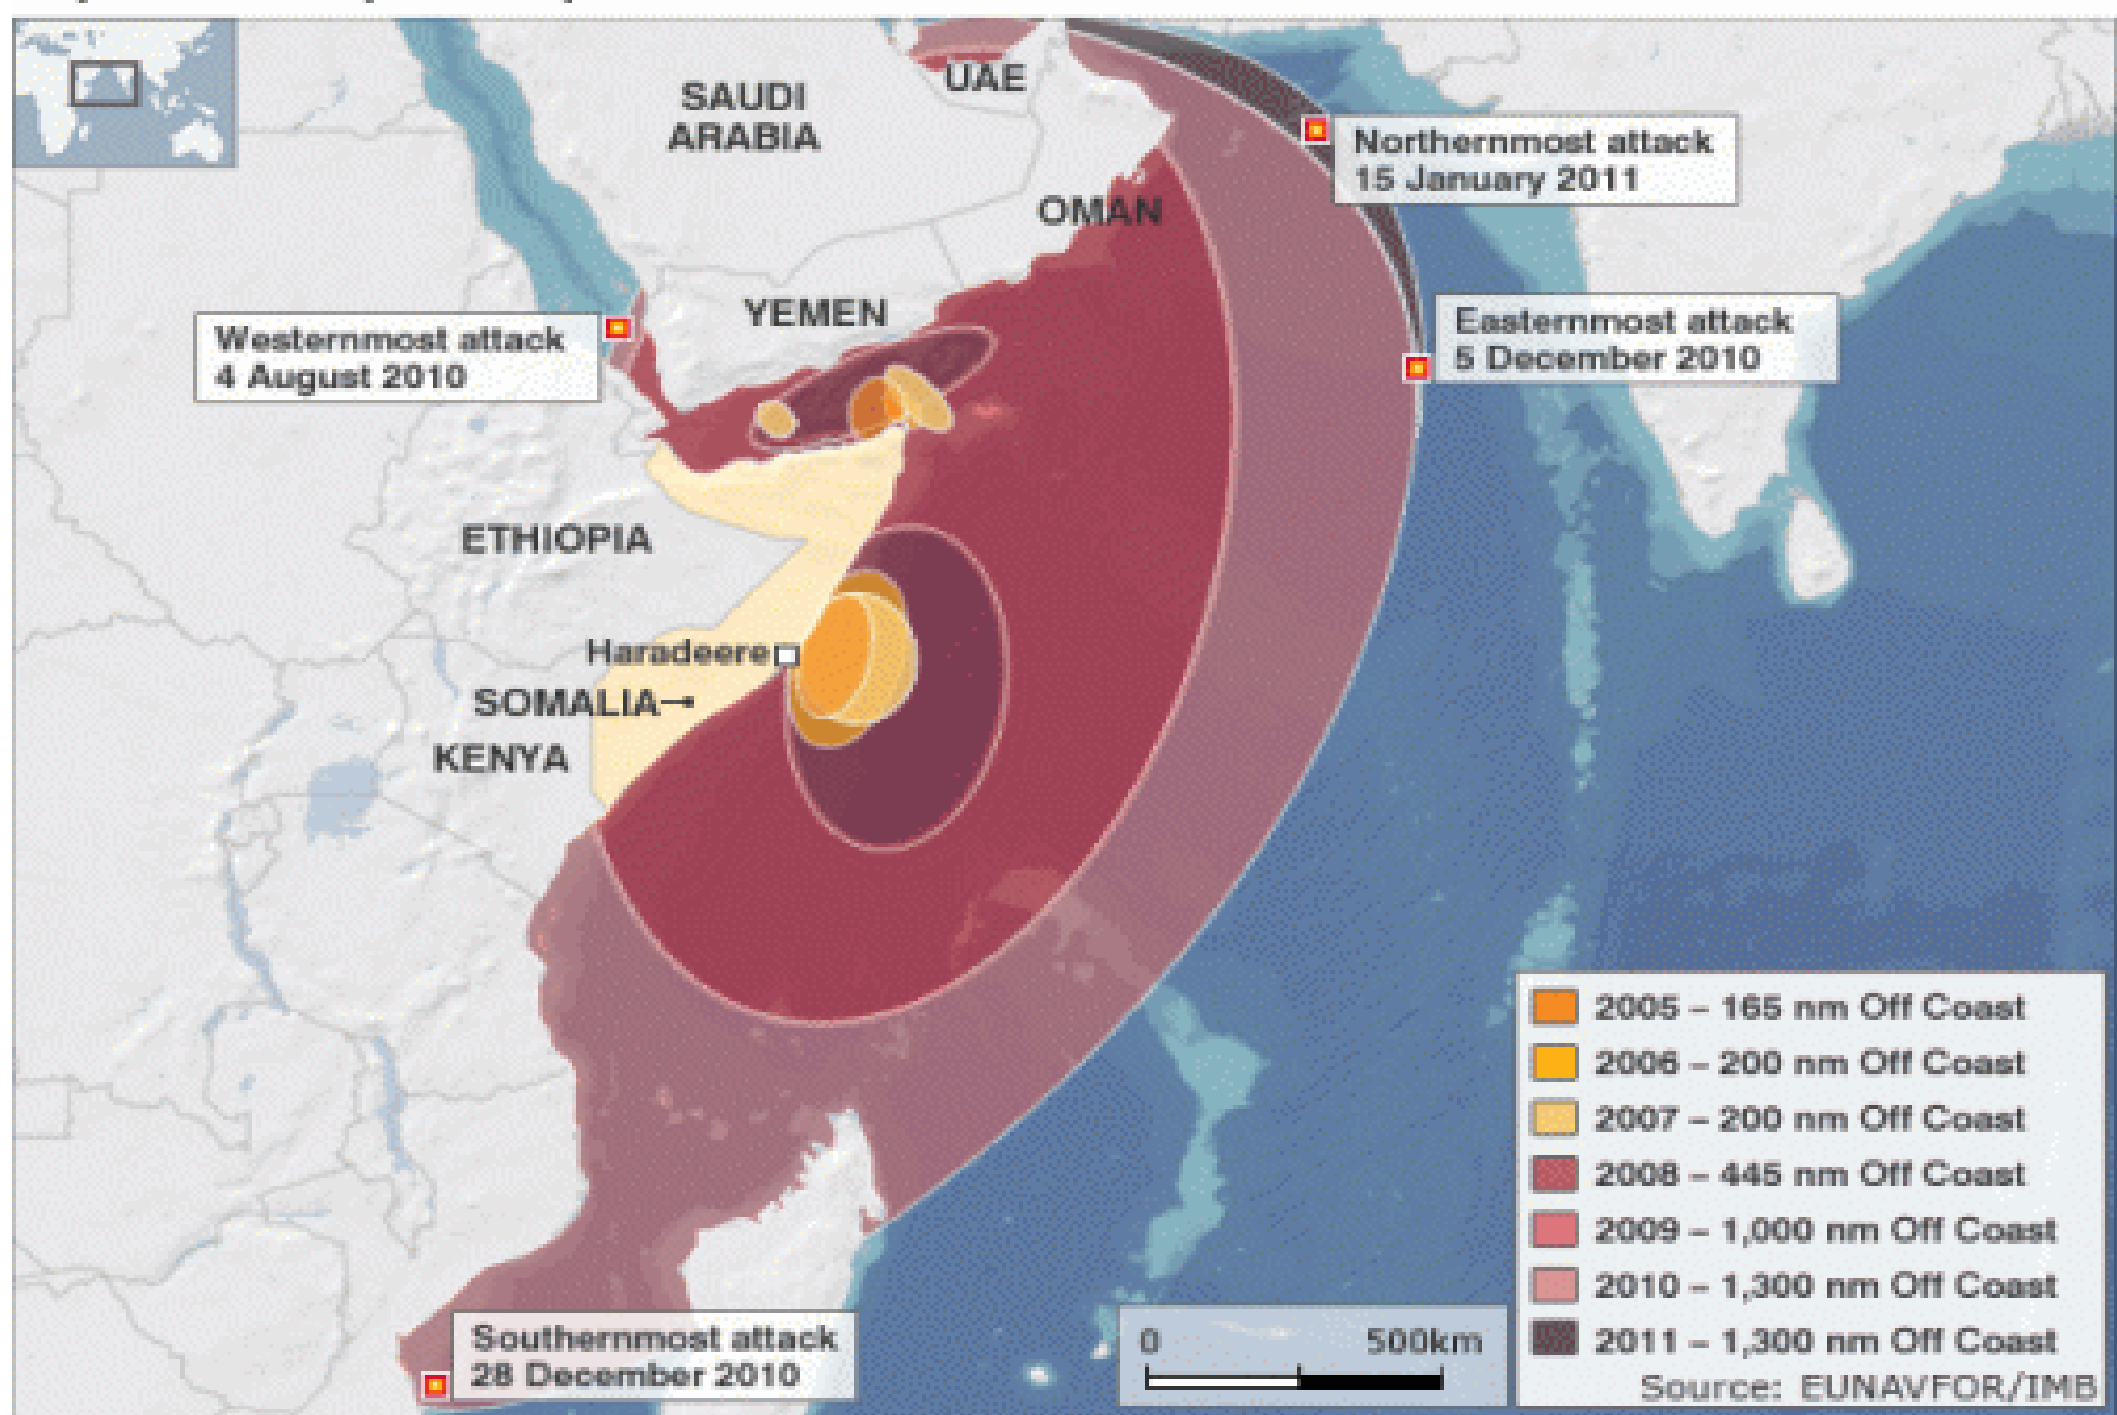 SAUDI
ARABIA
UAE
OMAN
YEMEN
Northernmost attack
15 January 2011
Westernmost attack
4 August 2010
Easternmost attack
5 December 2010
ETHIOPIA
Haradeere
SOMALIA→
KENYA
2005 – 165 nm Off Coast
2006 – 200 nm Off Coast
2007 – 200 nm Off Coast
2008 – 445 nm Off Coast
2009 – 1,000 nm Off Coast
2010 – 1,300 nm Off Coast
2011 – 1,300 nm Off Coast
Source: EUNAVFOR/IMB
Southernmost attack
28 December 2010
0 500km